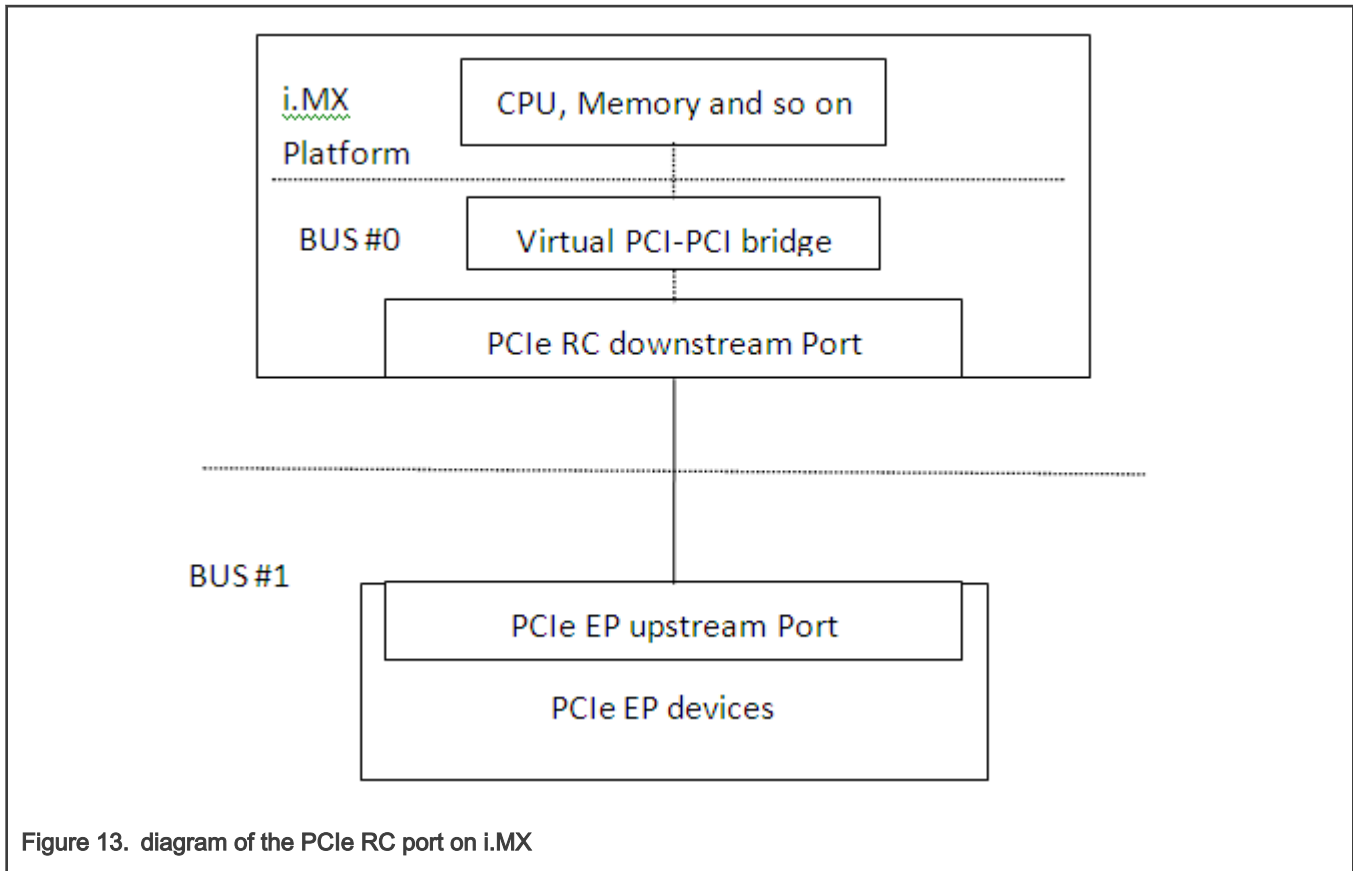 i.MX
Platform
CPU, Memory and so on
BUS #0
Virtual PCI-PCI bridge
PCIe RC downstream Port
BUS #1
PCIe EP upstream Port
PCIe EP devices
Figure 13. diagram of the PCIe RC port on i.MX